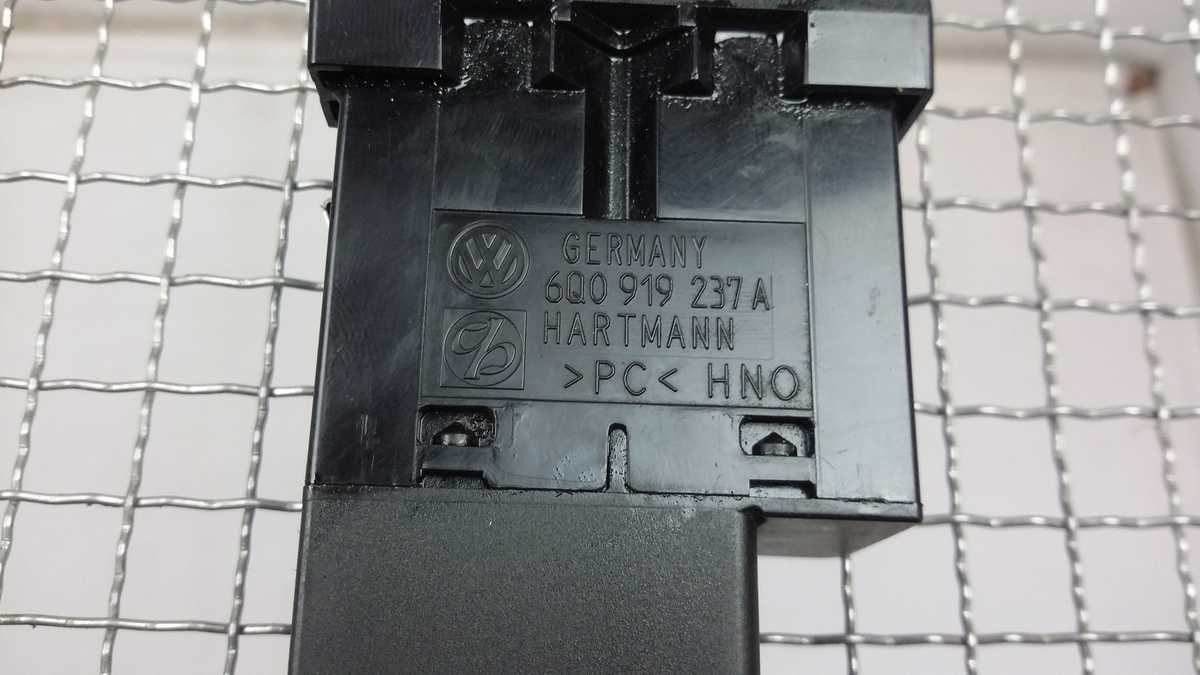 GERMANY
6Q0 919 237 A
HARTMANN
>PC< HNO